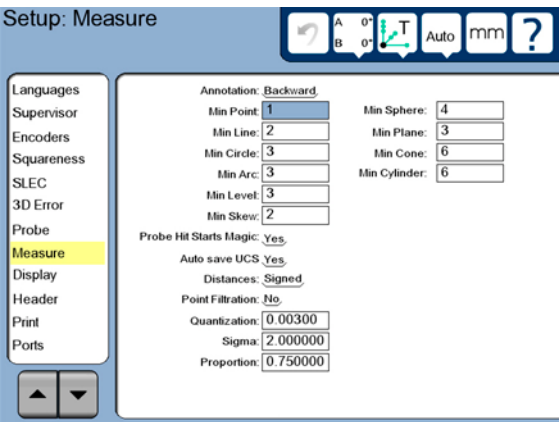 Setup: Measure
A 0°
B 0°
T
Auto
mm
?
Languages
Supervisor
Encoders
Squareness
SLEC
3D Error
Probe
Measure
Display
Header
Print
Ports
Annotation: Backward
Min Point: 1
Min Line: 2
Min Circle: 3
Min Arc: 3
Min Level: 3
Min Skew: 2
Probe Hit Starts Magic: Yes
Auto save UCS Yes
Distances: Signed
Point Filtration: No
Quantization: 0.00300
Sigma: 2.000000
Proportion: 0.750000
Min Sphere: 4
Min Plane: 3
Min Cone: 6
Min Cylinder: 6